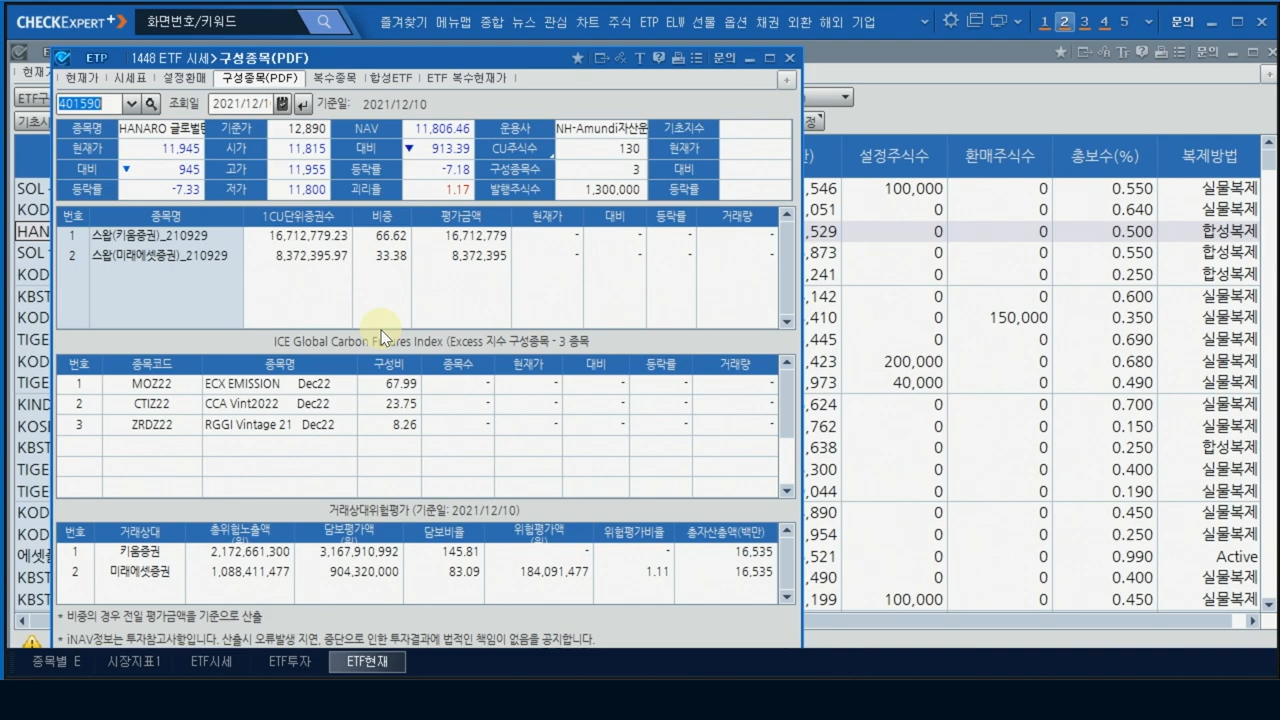 CHECKEXPERT+ 화면번호/키워드 즐겨찾기 메뉴맵 종합 뉴스 관심 차트 주식 ETP ELW 선물 옵션 채권 외환 해외 기업 1 2 3 4 5 문의
ETP 1448 ETF 시세>구성종목(PDF) 문의
문의
현재가 시세표 설정환매 구성종목(PDF) 복수종목 합성ETF ETF 복수현재가
401590 조회일 2021/12/1 기준일: 2021/12/10
종목명 HANARO 글로벌 기준가 12,890 NAV 11,806.46 운용사 NH-Amundi자산운 기초지수
현재가 11,945 시가 11,815 대비 ▼ 913.39 CU주식수 130 현재가
대비 ▼ 945 고가 11,955 등락률 -7.18 구성종목수 3 대비
등락률 -7.33 저가 11,800 괴리율 1.17 발행주식수 1,300,000 등락률
번호 종목명 1CU단위증권수 비중 평가금액 현재가 대비 등락률 거래량
1 스왑(키움증권)_210929 16,712,779.23 66.62 16,712,779 - - - -
2 스왑(미래에셋증권)_210929 8,372,395.97 33.38 8,372,395 - - - -
ICE Global Carbon Futures Index (Excess 지수 구성종목 - 3 종목
번호 종목코드 종목명 구성비 종목수 현재가 대비 등락률 거래량
1 MOZ22 ECX EMISSION Dec22 67.99 - - - - -
2 CTIZ22 CCA Vint2022 Dec22 23.75 - - - - -
3 ZRDZ22 RGGI Vintage 21 Dec22 8.26 - - - - -
거래상대위험평가 (기준일: 2021/12/10)
번호 거래상대 총위험노출액(원) 담보평가액(원) 담보비율 위험평가액(원) 위험평가비율 총자산총액(백만)
1 키움증권 2,172,661,300 3,167,910,992 145.81 - - 16,535
2 미래에셋증권 1,088,411,477 904,320,000 83.09 184,091,477 1.11 16,535
* 비중의 경우 전일 평가금액을 기준으로 산출
* iNAV정보는 투자참고사항입니다. 산출시 오류발생 지연, 중단으로 인한 투자결과에 법적인 책임이 없음을 공지합니다.
현재
ETF구
기초시
설정주식수 환매주식수 총보수(%) 복제방법
SOL ,546 100,000 0 0.550 실물복제
KOD ,051 0 0 0.640 실물복제
HAN ,529 0 0 0.500 합성복제
SOL ,873 0 0 0.550 합성복제
KOD ,241 0 0 0.250 합성복제
KBST ,142 0 0 0.600 실물복제
KOD ,410 0 150,000 0.350 실물복제
TIGE ,445 0 0 0.690 실물복제
KOD ,423 200,000 0 0.680 실물복제
TIGE ,973 40,000 0 0.490 실물복제
KIND ,624 0 0 0.700 실물복제
KOSI ,762 0 0 0.150 실물복제
KBST ,638 0 0 0.250 합성복제
TIGE ,300 0 0 0.400 실물복제
TIGE ,044 0 0 0.190 실물복제
KOD ,890 0 0 0.450 실물복제
KOD ,954 0 0 0.250 실물복제
에셋 ,521 0 0 0.990 Active
KBST ,490 0 0 0.400 실물복제
KBST ,199 100,000 0 0.450 실물복제
종목별 E 시장지표1 ETF시세 ETF투자 ETF현재